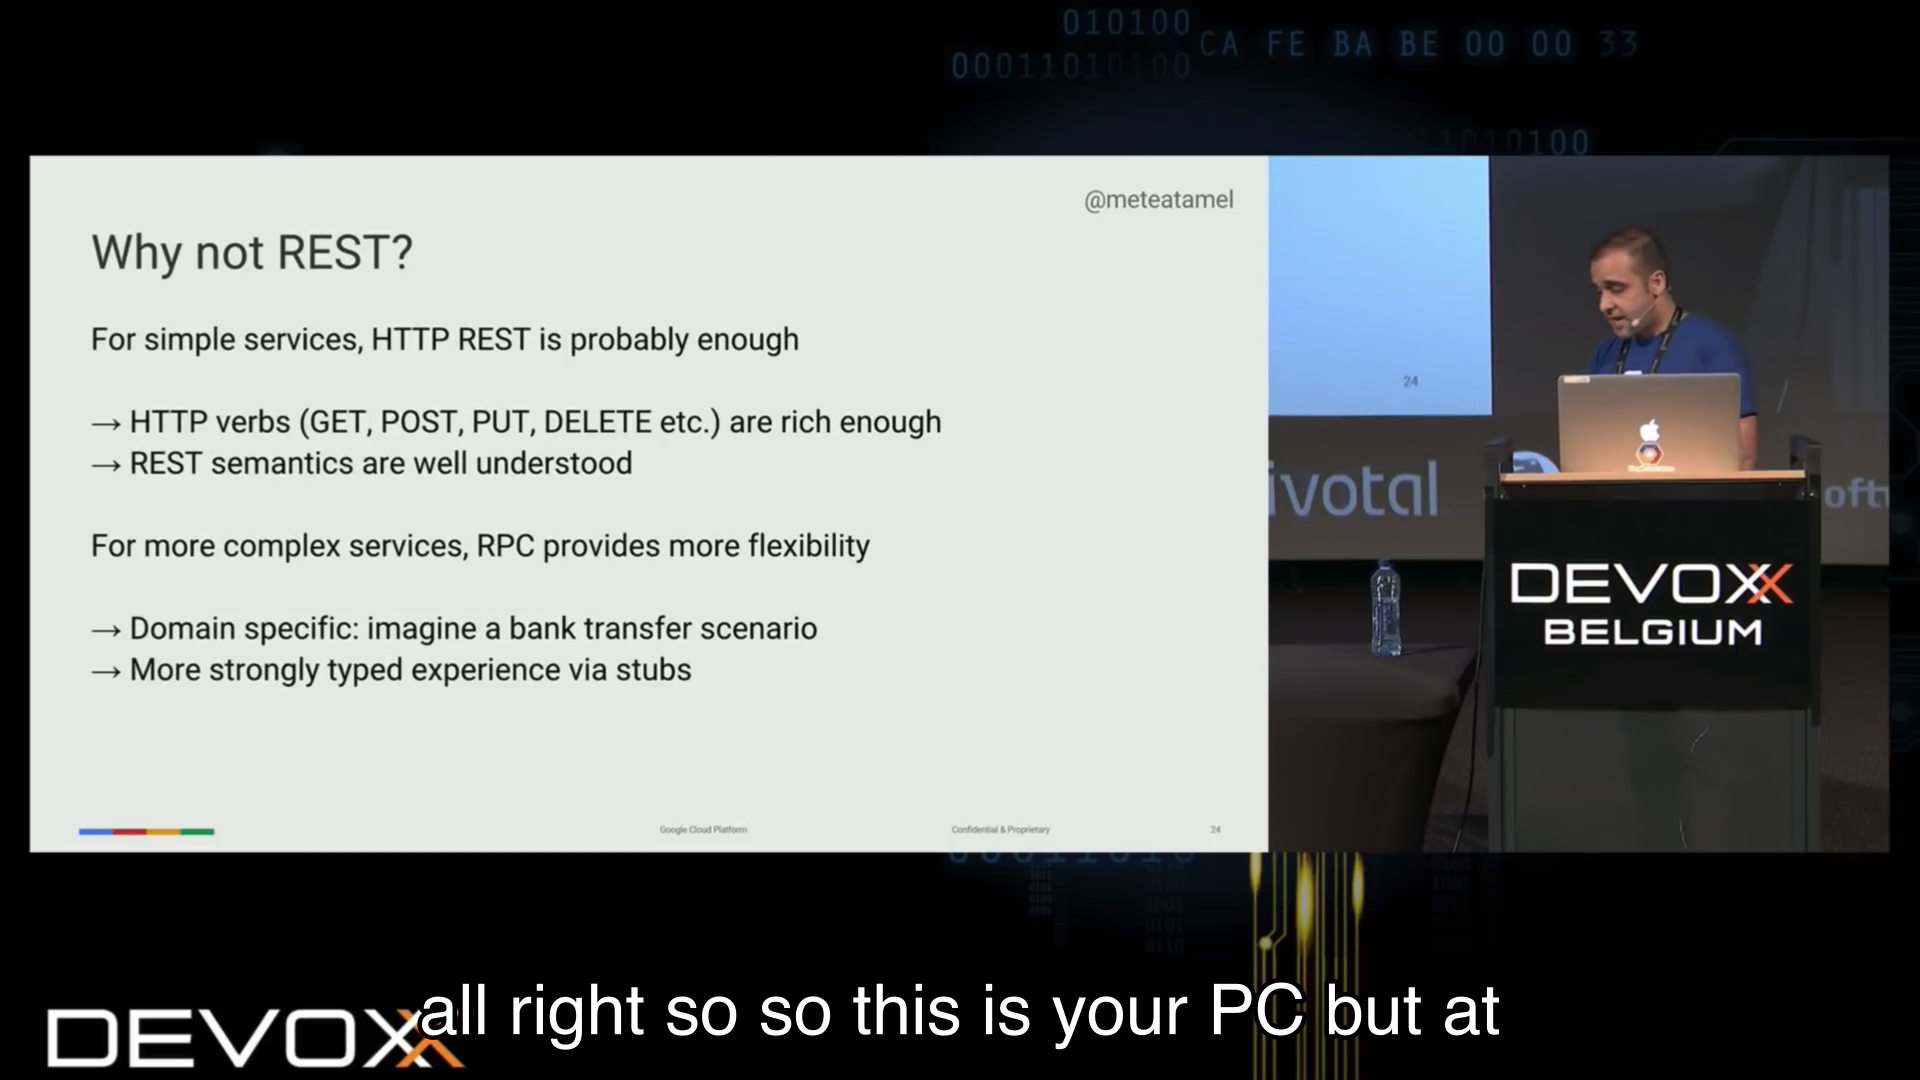 010100
CA FE BA BE 00 00 33
00011010100
@meteatamel
Why not REST?
For simple services, HTTP REST is probably enough
→ HTTP verbs (GET, POST, PUT, DELETE etc.) are rich enough
→ REST semantics are well understood
For more complex services, RPC provides more flexibility
→ Domain specific: imagine a bank transfer scenario
→ More strongly typed experience via stubs
Google Cloud Platform
Confidential & Proprietary
24
24
ivotal
oft
DEVOXX
BELGIUM
DEVOXX
all right so so this is your PC but at